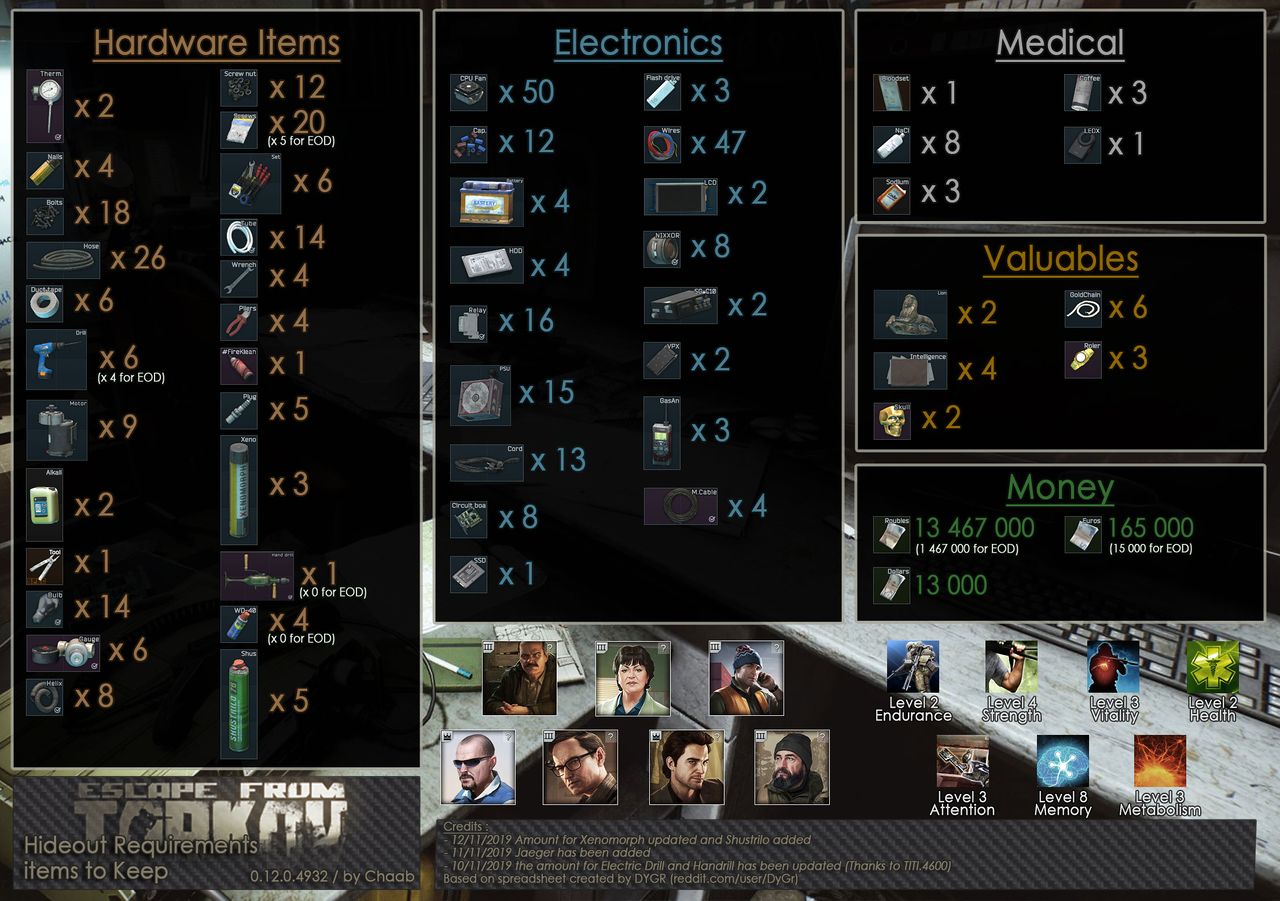 Hardware Items
Therm.
x 2
Nails
x 4
Bolts
x 18
Hose
x 26
Duct tape
x 6
Drill
x 6
(x 4 for EOD)
Motor
x 9
Alkali
x 2
Tool
x 1
Bulb
x 14
Gauge
x 6
Helix
x 8
Screw nut
x 12
Screws
x 20
(x 5 for EOD)
Set
x 6
Tube
x 14
Wrench
x 4
Pliers
x 4
#FireKlean
x 1
Plug
x 5
Xeno
XENOMORPH
x 3
Hand drill
x 1
(x 0 for EOD)
WD-40
x 4
(x 0 for EOD)
Shus
SHUSTRILO
x 5
Electronics
CPU Fan
x 50
Cap.
x 12
Battery
BATTERY
x 4
HDD
x 4
Relay
x 16
PSU
x 15
Cord
x 13
Circuit boa
x 8
SSD
x 1
Flash drive
x 3
Wires
x 47
LCD
x 2
NIXXOR
x 8
SG-C10
x 2
VPX
x 2
GasAn
x 3
M.Cable
x 4
Medical
Bloodset
x 1
NaCl
x 8
Sodium
x 3
Coffee
x 3
LEDX
x 1
Valuables
Lion
x 2
Intelligence
x 4
Skull
x 2
GoldChain
x 6
Roler
x 3
Money
Roubles
13 467 000
(1 467 000 for EOD)
Dollars
13 000
Euros
165 000
(15 000 for EOD)
Level 2
Endurance
Level 4
Strength
Level 3
Vitality
Level 2
Health
Level 3
Attention
Level 8
Memory
Level 3
Metabolism
ESCAPE FROM
TARKOV
Hideout Requirements
items to Keep
0.12.0.4932 / by Chaab
Credits :
- 12/11/2019 Amount for Xenomorph updated and Shustrilo added
- 11/11/2019 Jaeger has been added
- 10/11/2019 the amount for Electric Drill and Handrill has been updated (Thanks to TITI.4600)
Based on spreadsheet created by DYGR (reddit.com/user/DyGr)